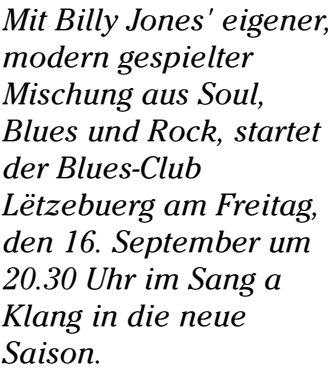 Mit Billy Jones' eigener,
modern gespielter
Mischung aus Soul,
Blues und Rock, startet
der Blues-Club
Lëtzebuerg am Freitag,
den 16. September um
20.30 Uhr im Sang a
Klang in die neue
Saison.